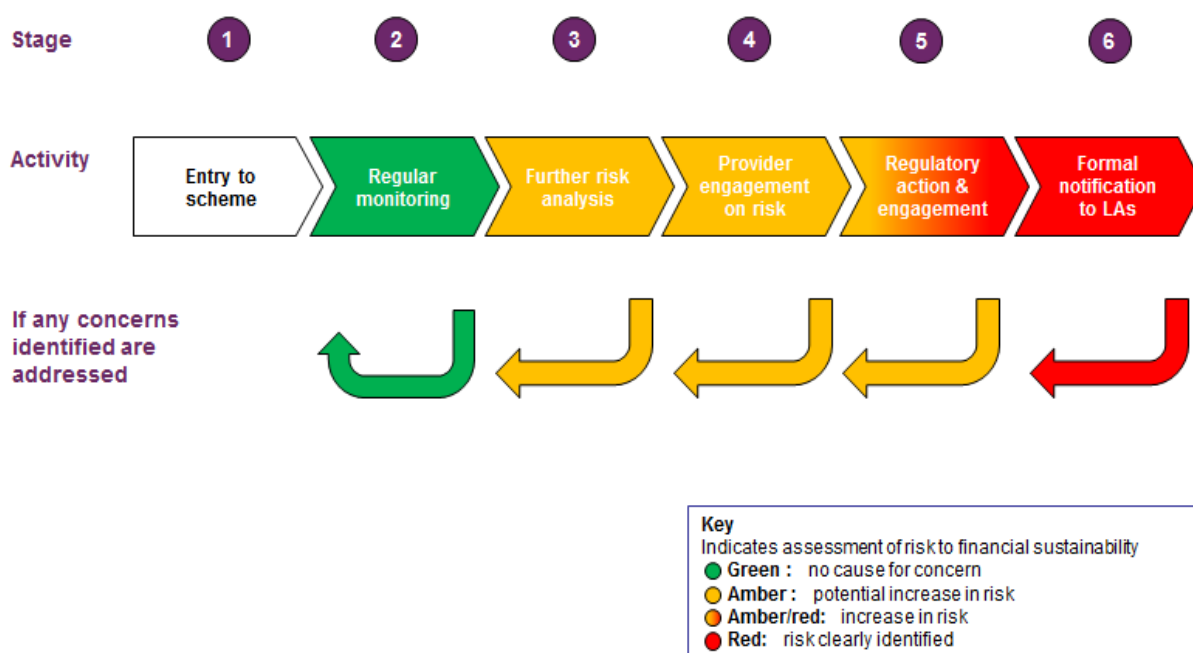 Stage
1
2
3
4
5
6
Activity
Entry to
scheme
Regular
monitoring
Further risk
analysis
Provider
engagement
on risk
Regulatory
action &
engagement
Formal
notification
to LAs
If any concerns
identified are
addressed
Key
Indicates assessment of risk to financial sustainability
Green : no cause for concern
Amber : potential increase in risk
Amber/red: increase in risk
Red: risk clearly identified